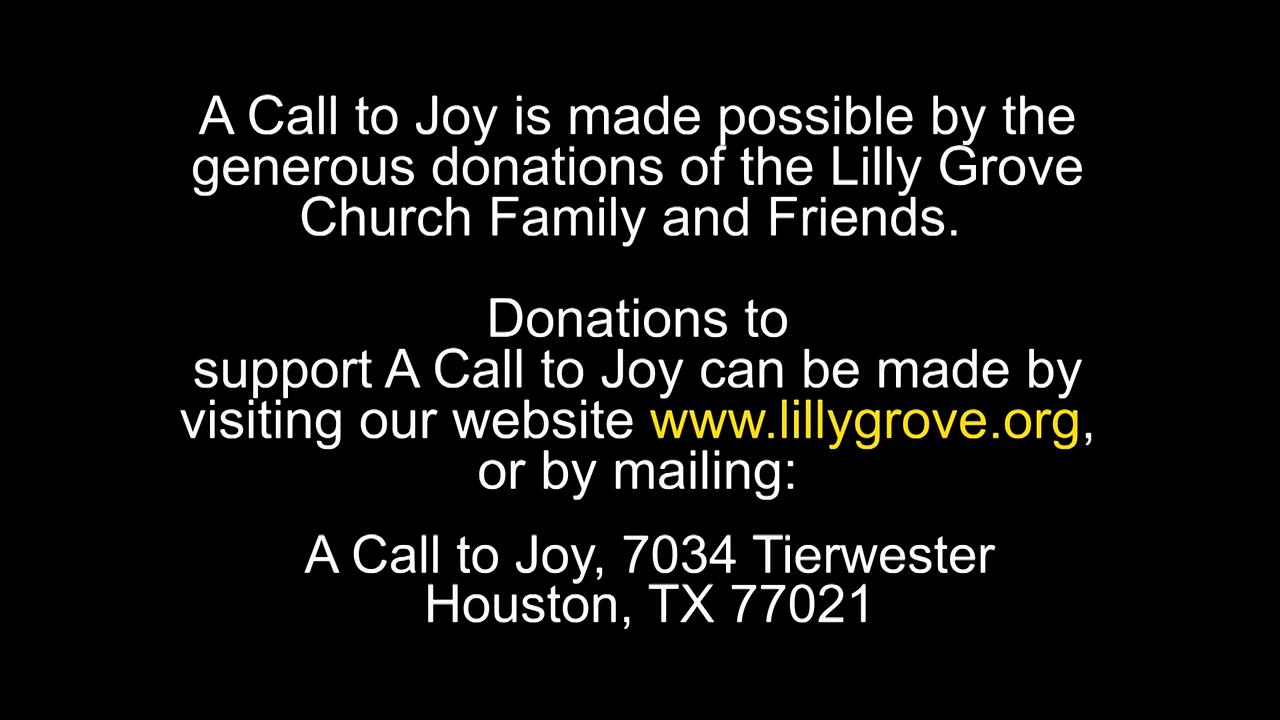 A Call to Joy is made possible by the
generous donations of the Lilly Grove
Church Family and Friends.
Donations to
support A Call to Joy can be made by
visiting our website www.lillygrove.org,
or by mailing:
A Call to Joy, 7034 Tierwester
Houston, TX 77021